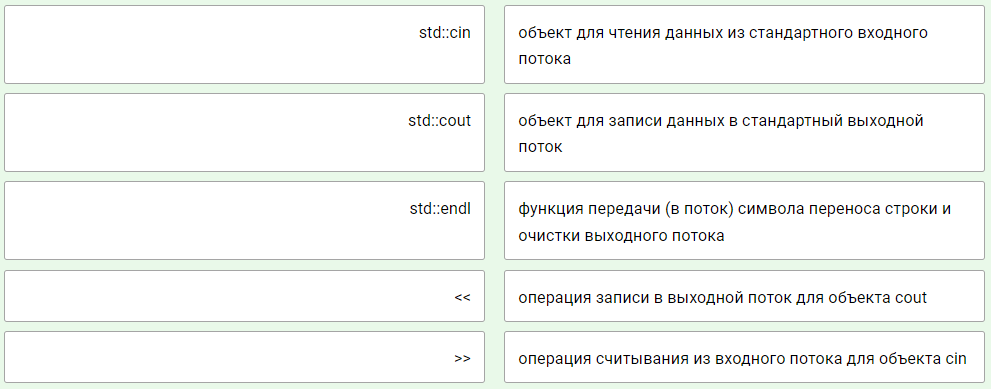 std::cin
объект для чтения данных из стандартного входного
потока
std::cout
объект для записи данных в стандартный выходной
поток
std::endl
функция передачи (в поток) символа переноса строки и
очистки выходного потока
<<
операция записи в выходной поток для объекта cout
>>
операция считывания из входного потока для объекта cin